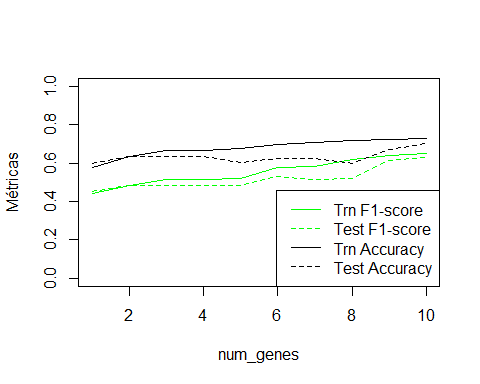 Métricas
1.0
0.8
0.6
0.4
0.2
0.0
Trn F1-score
Test F1-score
Trn Accuracy
Test Accuracy
2 4 6 8 10
num_genes